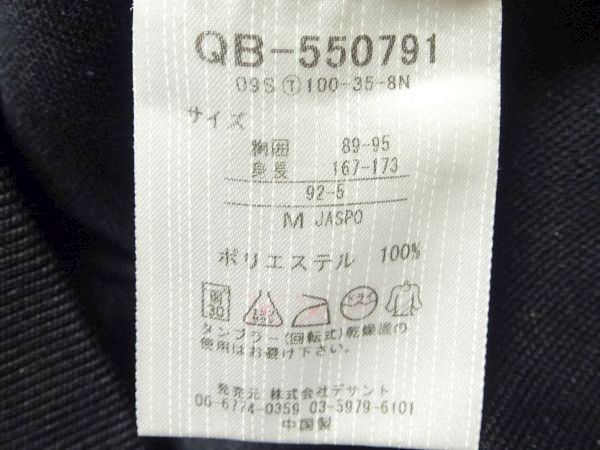 QB-550791
09S Ⓣ100-35-8N
サイズ
胸囲 89-95
身長 167-173
92-5
M JASPO
ポリエステル 100%
弱 30
タンブラー(回転式)乾燥機の
使用はお避け下さい。
発売元 株式会社デサント
06-6774-0359 03-5979-6101
中国製